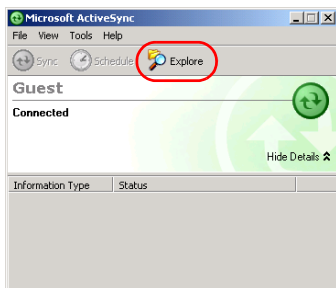 Microsoft ActiveSync
File View Tools Help
Sync Schedule Explore
Guest
Connected
Hide Details
Information Type Status